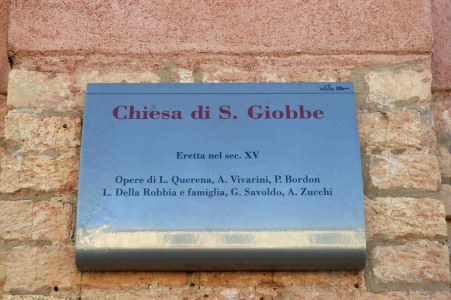 Chiesa di S. Giobbe
Eretta nel sec. XV
Opere di L. Querena, A. Vivarini, P. Bordon
L. Della Robbia e famiglia, G. Savoldo, A. Zucchi